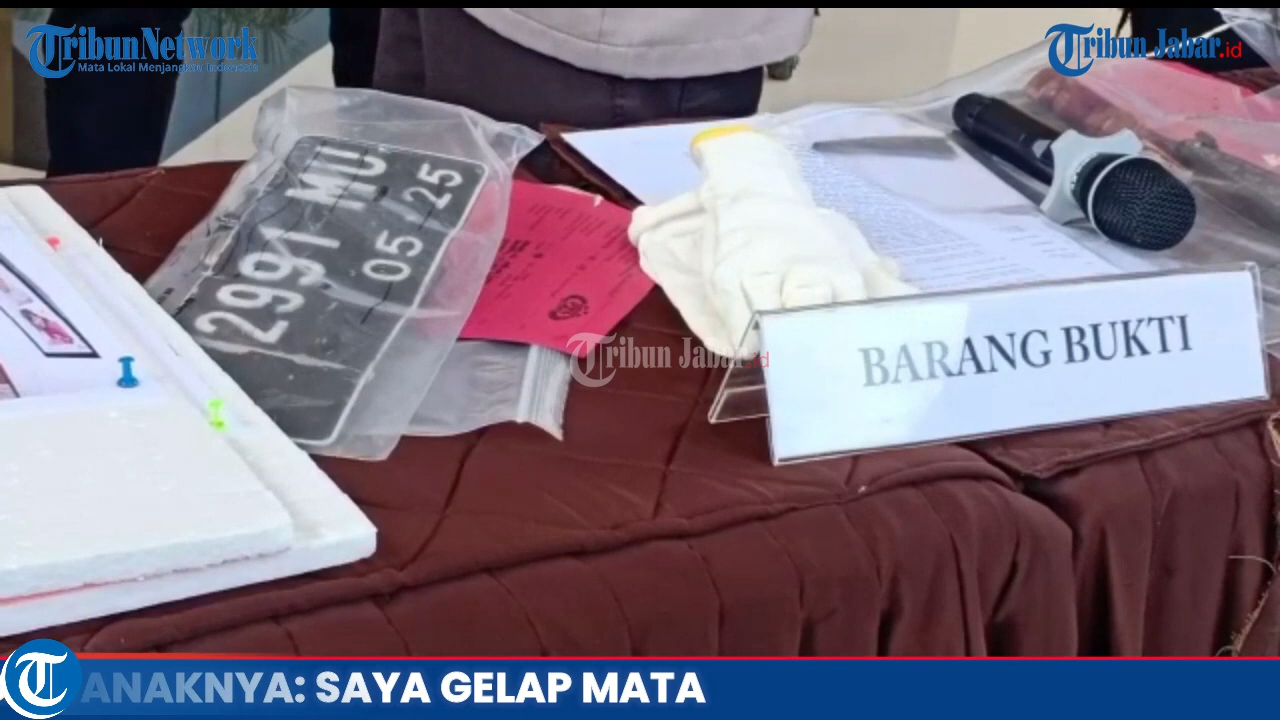 TribunNetwork
Mata Lokal Menjangkau Indonesia
Tribun Jabar.id
2991 MU
05 25
Tribun Jabar.id
BARANG BUKTI
ANAKNYA: SAYA GELAP MATA